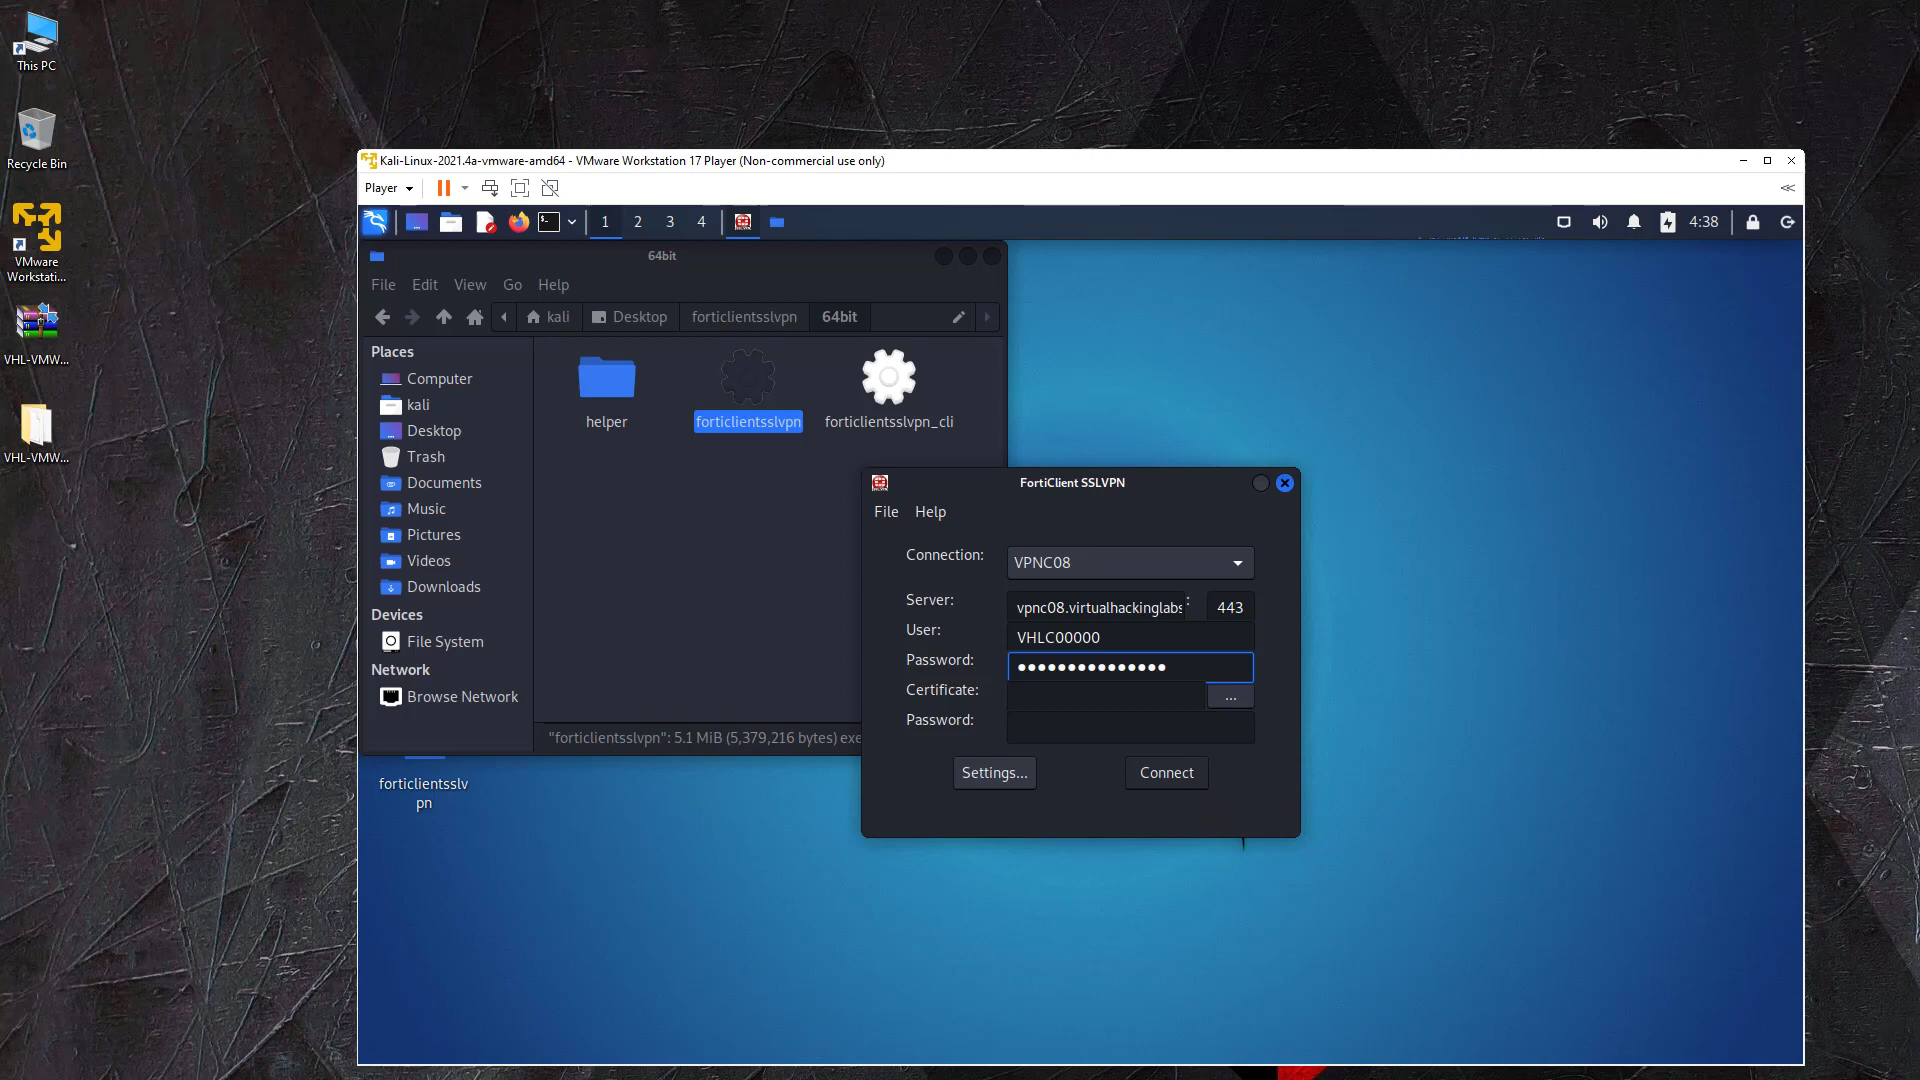 This PC
Recycle Bin
VMware
Workstati...
VHL-VMW...
VHL-VMW...
Kali-Linux-2021.4a-vmware-amd64 - VMware Workstation 17 Player (Non-commercial use only)
Player
1 2 3 4
4:38
64bit
File Edit View Go Help
kali Desktop forticlientsslvpn 64bit
Places
Computer
kali
Desktop
Trash
Documents
Music
Pictures
Videos
Downloads
Devices
File System
Network
Browse Network
helper
forticlientsslvpn
forticlientsslvpn_cli
"forticlientsslvpn": 5.1 MiB (5,379,216 bytes) exe
forticlientsslv
pn
FortiClient SSLVPN
File Help
Connection: VPNC08
Server: vpnc08.virtualhackinglabs : 443
User: VHLC00000
Password: ●●●●●●●●●●●●●●●
Certificate: ...
Password:
Settings... Connect